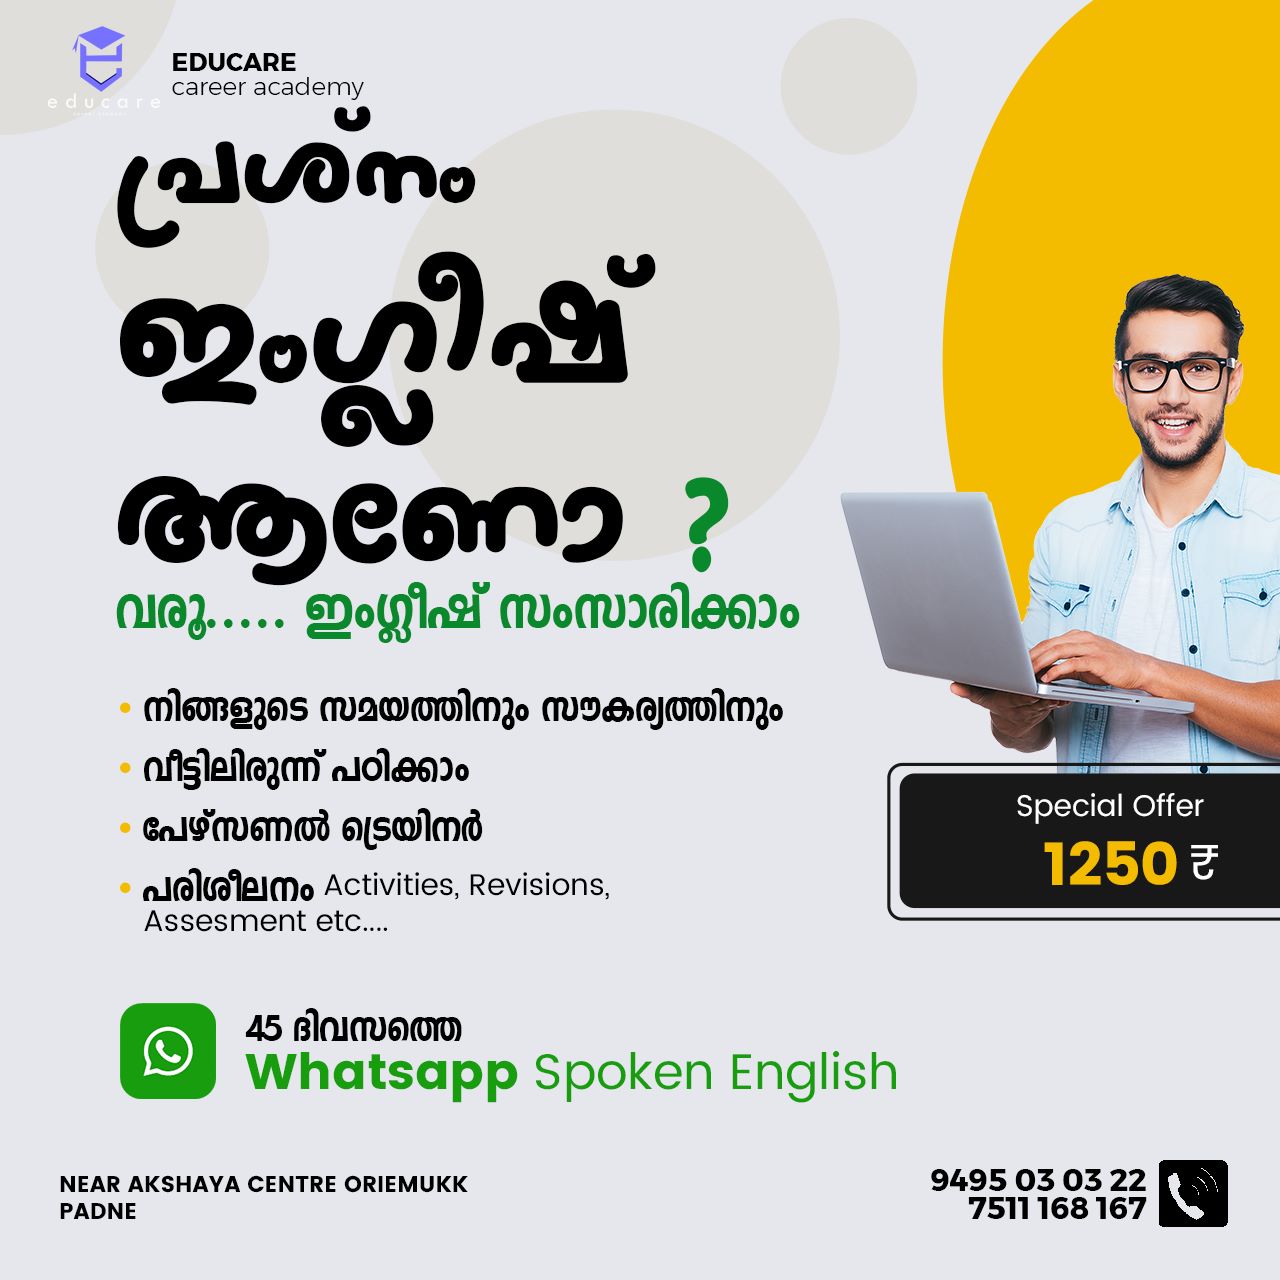 educare
EDUCARE
career academy
പ്രശ്നം
ഇംഗ്ലീഷ്
ആണോ ?
വരൂ..... ഇംഗ്ലീഷ് സംസാരിക്കാം
• നിങ്ങളുടെ സമയത്തിനും സൗകര്യത്തിനും
• വീട്ടിലിരുന്ന് പഠിക്കാം
• പേഴ്സണൽ ട്രെയിനർ
• പരിശീലനം Activities, Revisions,
Assesment etc....
Special Offer
1250 ₹
45 ദിവസത്തെ
Whatsapp Spoken English
NEAR AKSHAYA CENTRE ORIEMUKK
PADNE
9495 03 03 22
7511 168 167